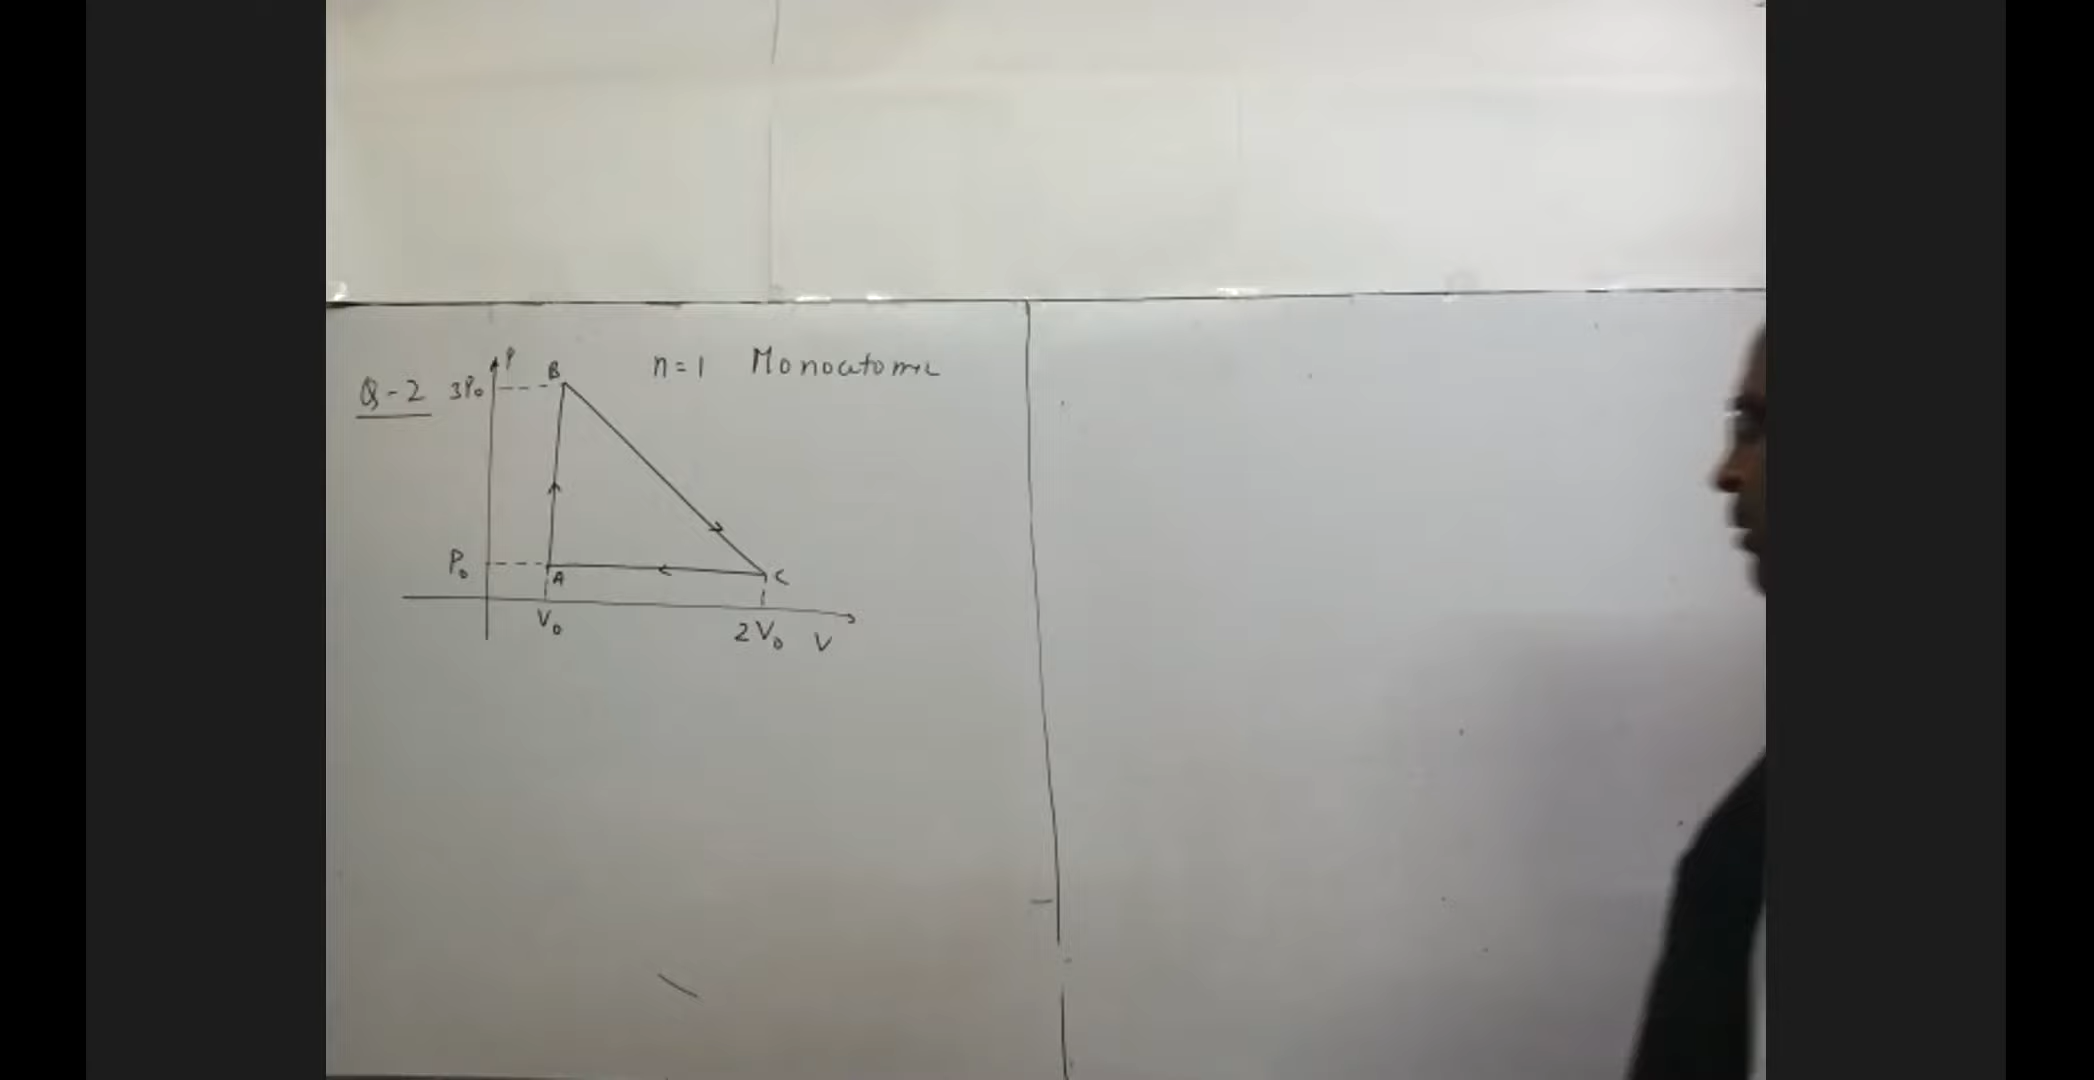 Q-2
P
3P₀
B
n=1 Monoatomic
P₀
A
C
V₀
2V₀
V